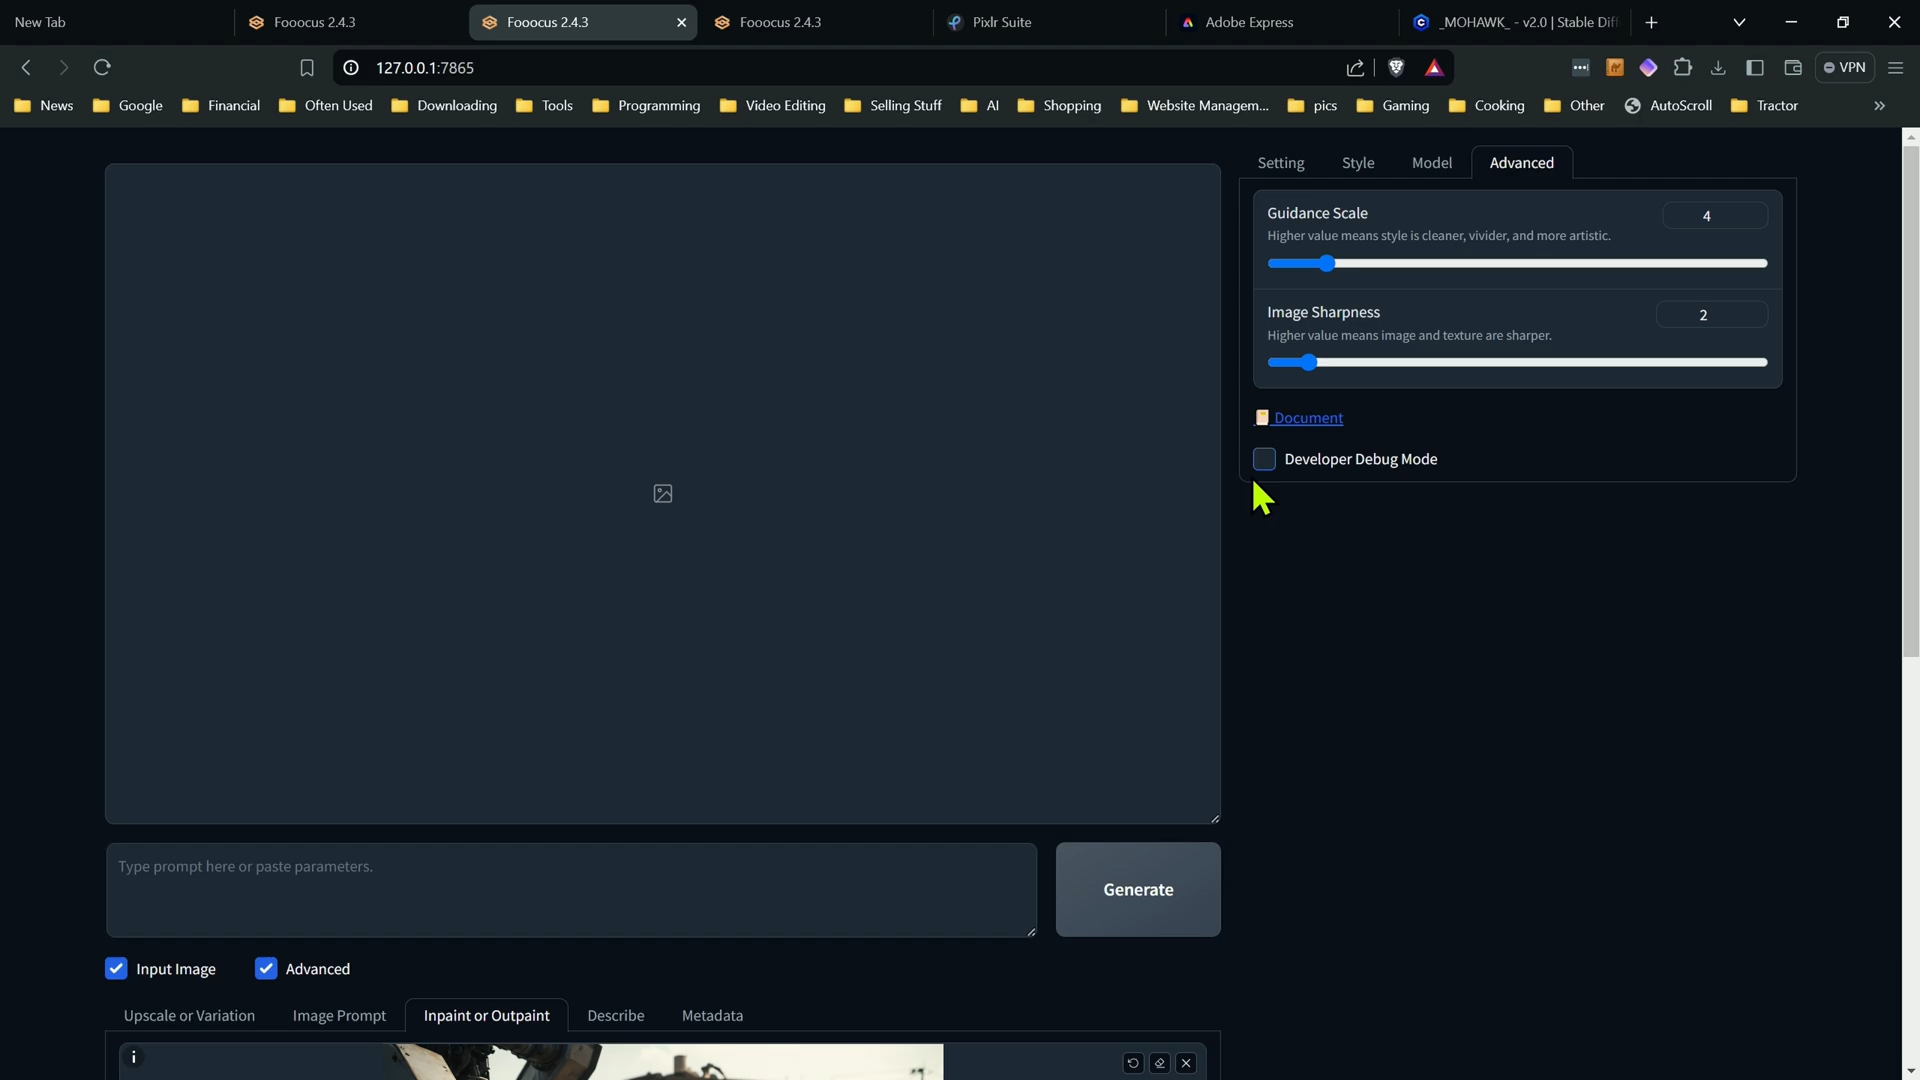 New Tab
Fooocus 2.4.3
Fooocus 2.4.3
Fooocus 2.4.3
Pixlr Suite
Adobe Express
_MOHAWK_ - v2.0 | Stable Diff
127.0.0.1:7865
VPN
News
Google
Financial
Often Used
Downloading
Tools
Programming
Video Editing
Selling Stuff
AI
Shopping
Website Managem...
pics
Gaming
Cooking
Other
AutoScroll
Tractor
Setting
Style
Model
Advanced
Guidance Scale
4
Higher value means style is cleaner, vivider, and more artistic.
Image Sharpness
2
Higher value means image and texture are sharper.
Document
Developer Debug Mode
Type prompt here or paste parameters.
Generate
Input Image
Advanced
Upscale or Variation
Image Prompt
Inpaint or Outpaint
Describe
Metadata